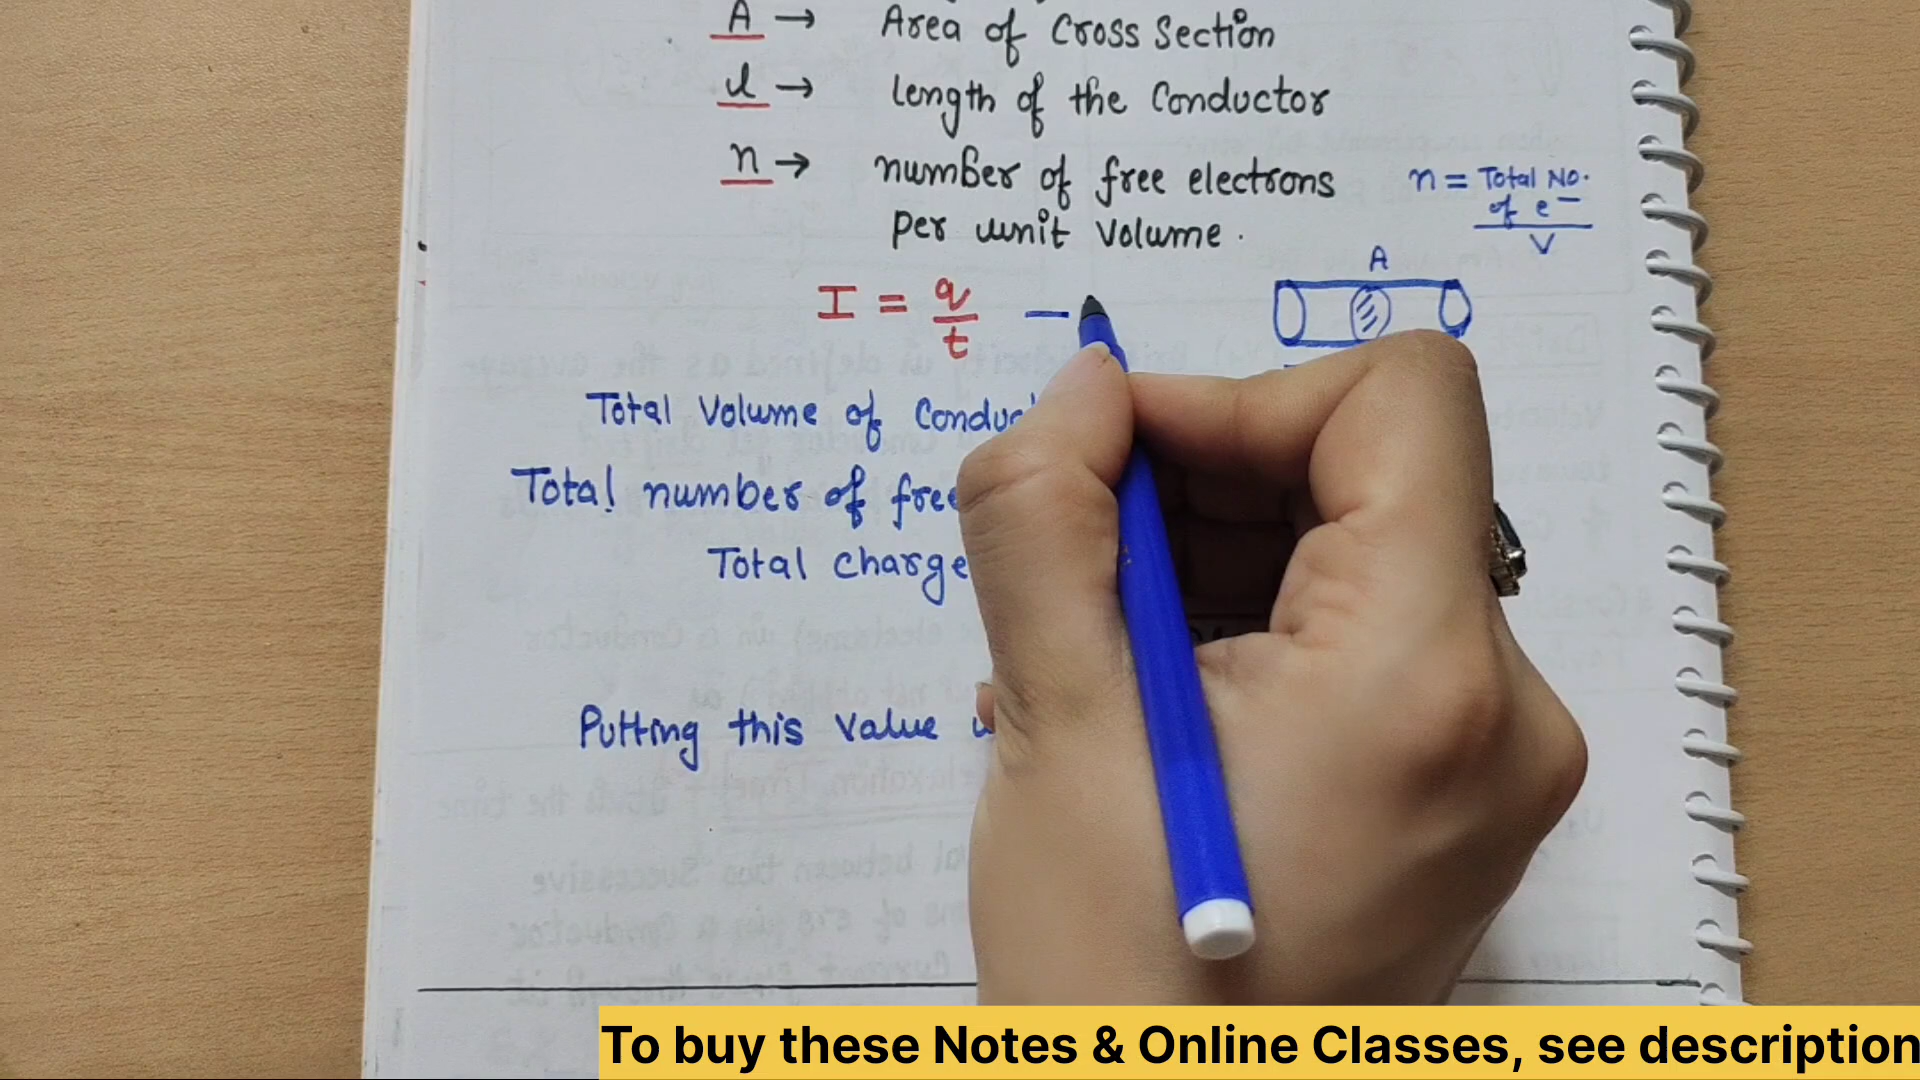 A → Area of Cross Section
l → length of the Conductor
n → number of free electrons
per unit Volume.
n = Total No.
of e⁻
V
A
I = q
t
—
Total Volume of
Total number of free
Total charge
Putting this value
To buy these Notes & Online Classes, see description